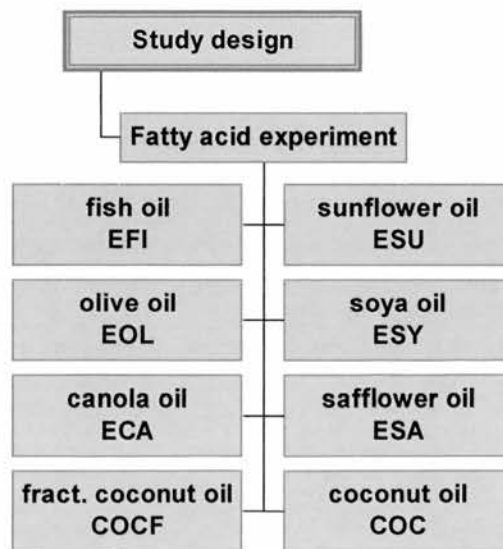 Study design
Fatty acid experiment
fish oil
EFI
sunflower oil
ESU
olive oil
EOL
soya oil
ESY
canola oil
ECA
safflower oil
ESA
fract. coconut oil
COCF
coconut oil
COC